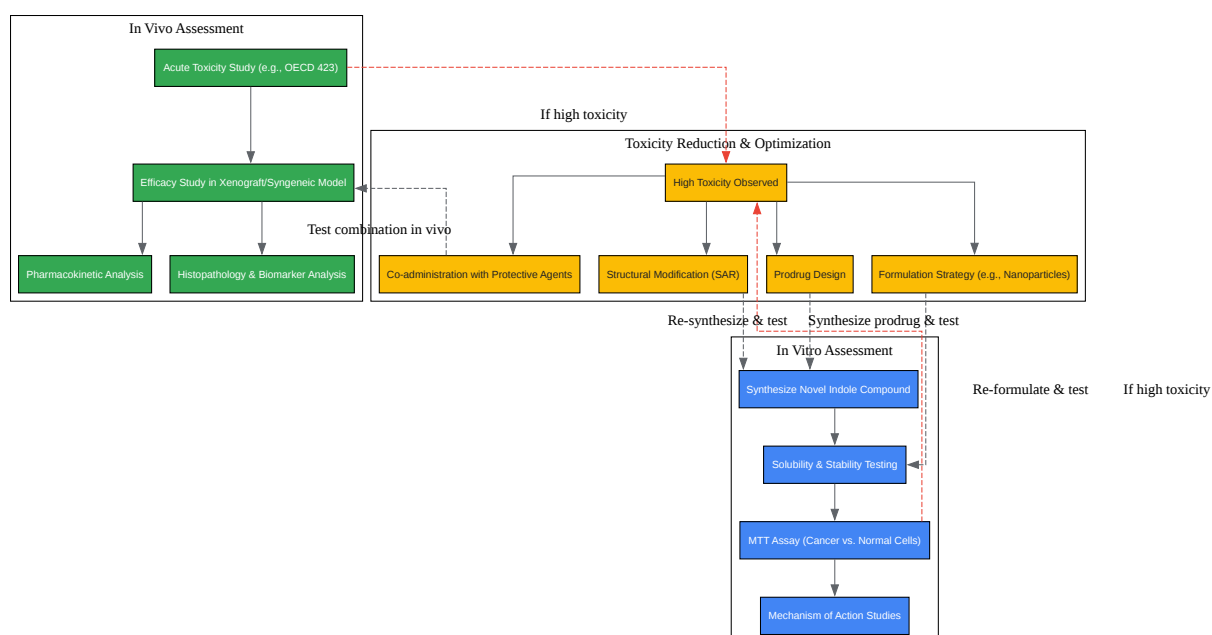 In Vivo Assessment
Acute Toxicity Study (e.g., OECD 423)
If high toxicity
Toxicity Reduction & Optimization
Efficacy Study in Xenograft/Syngeneic Model
High Toxicity Observed
Test combination in vivo
Pharmacokinetic Analysis
Histopathology & Biomarker Analysis
Co-administration with Protective Agents
Structural Modification (SAR)
Prodrug Design
Formulation Strategy (e.g., Nanoparticles)
Re-synthesize & test
Synthesize prodrug & test
In Vitro Assessment
Synthesize Novel Indole Compound
Re-formulate & test
If high toxicity
Solubility & Stability Testing
MTT Assay (Cancer vs. Normal Cells)
Mechanism of Action Studies